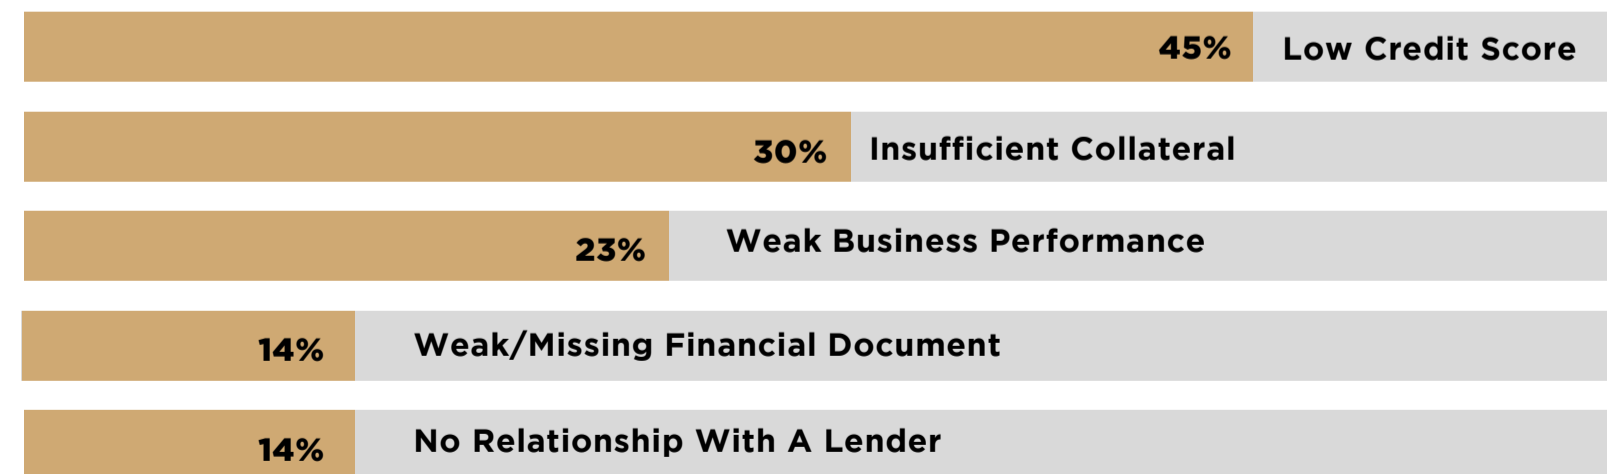 45% Low Credit Score
30% Insufficient Collateral
23% Weak Business Performance
14% Weak/Missing Financial Document
14% No Relationship With A Lender